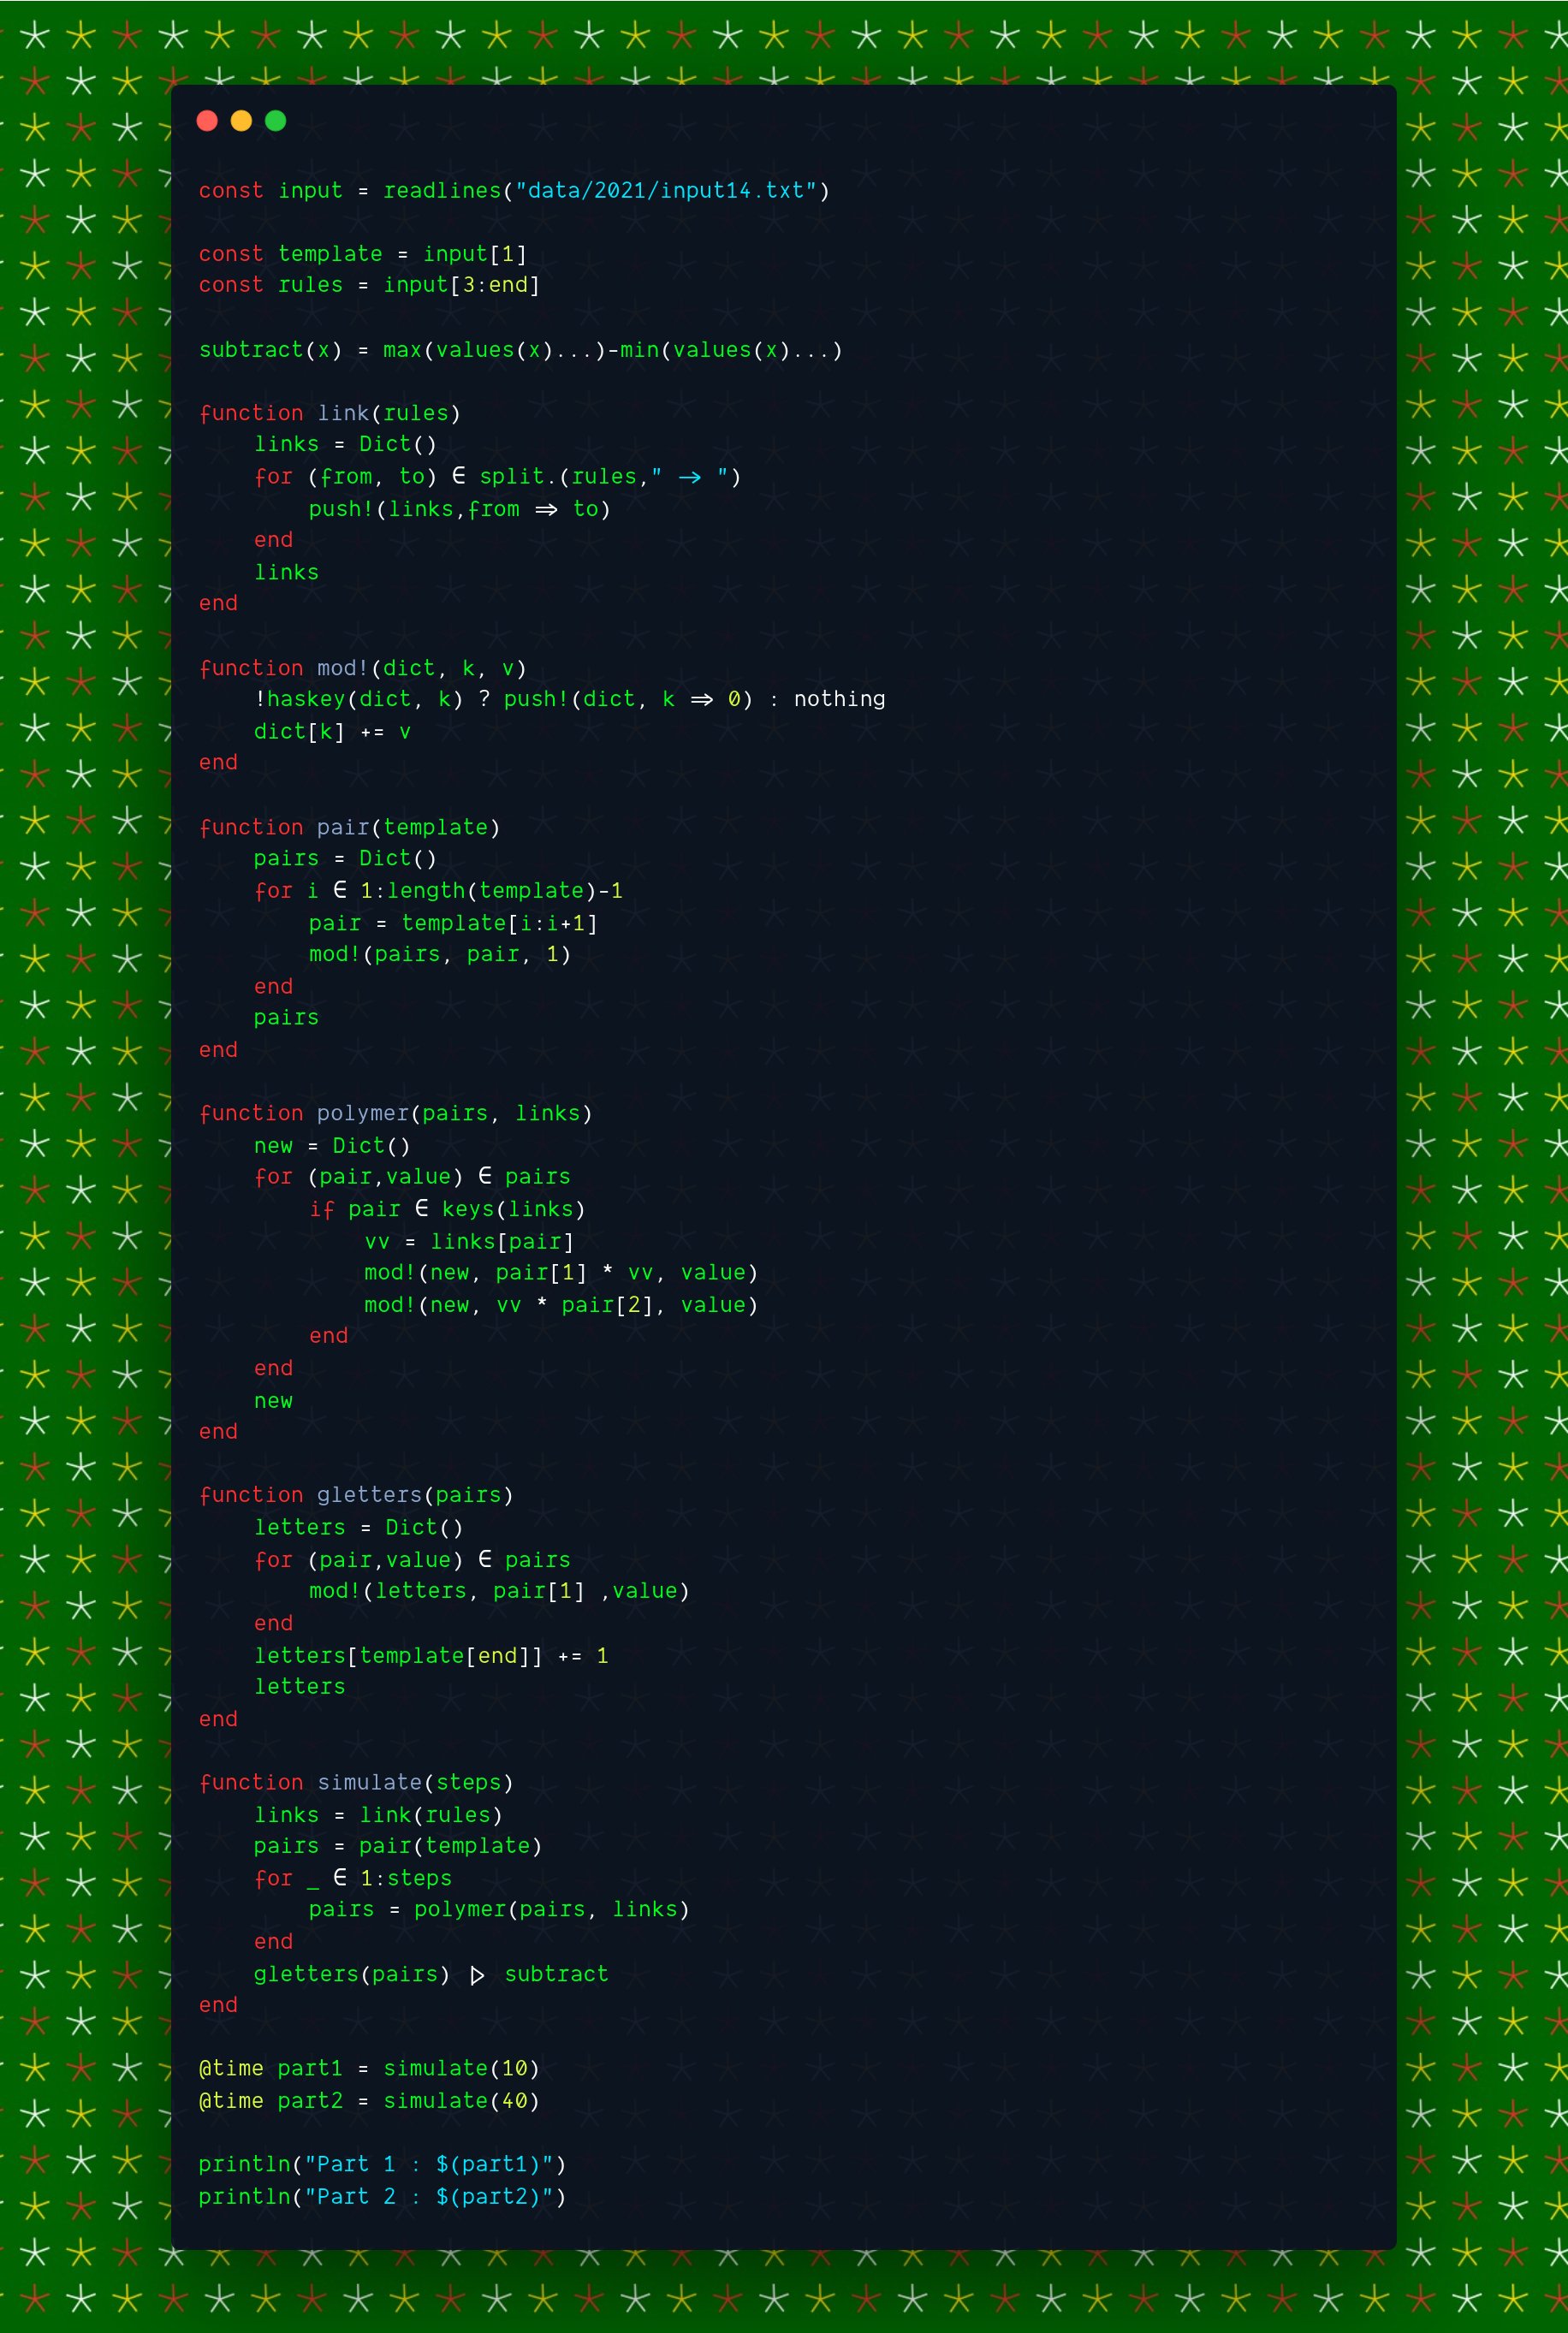 const input = readlines("data/2021/input14.txt")

const template = input[1]
const rules = input[3:end]

subtract(x) = max(values(x)...)-min(values(x)...)

function link(rules)
    links = Dict()
    for (from, to) ∈ split.(rules," -> ")
        push!(links,from => to)
    end
    links
end

function mod!(dict, k, v)
    !haskey(dict, k) ? push!(dict, k => 0) : nothing
    dict[k] += v
end

function pair(template)
    pairs = Dict()
    for i ∈ 1:length(template)-1
        pair = template[i:i+1]
        mod!(pairs, pair, 1)
    end
    pairs
end

function polymer(pairs, links)
    new = Dict()
    for (pair,value) ∈ pairs
        if pair ∈ keys(links)
            vv = links[pair]
            mod!(new, pair[1] * vv, value)
            mod!(new, vv * pair[2], value)
        end
    end
    new
end

function gletters(pairs)
    letters = Dict()
    for (pair,value) ∈ pairs
        mod!(letters, pair[1] ,value)
    end
    letters[template[end]] += 1
    letters
end

function simulate(steps)
    links = link(rules)
    pairs = pair(template)
    for _ ∈ 1:steps
        pairs = polymer(pairs, links)
    end
    gletters(pairs) |> subtract
end

@time part1 = simulate(10)
@time part2 = simulate(40)

println("Part 1 : $(part1)")
println("Part 2 : $(part2)")